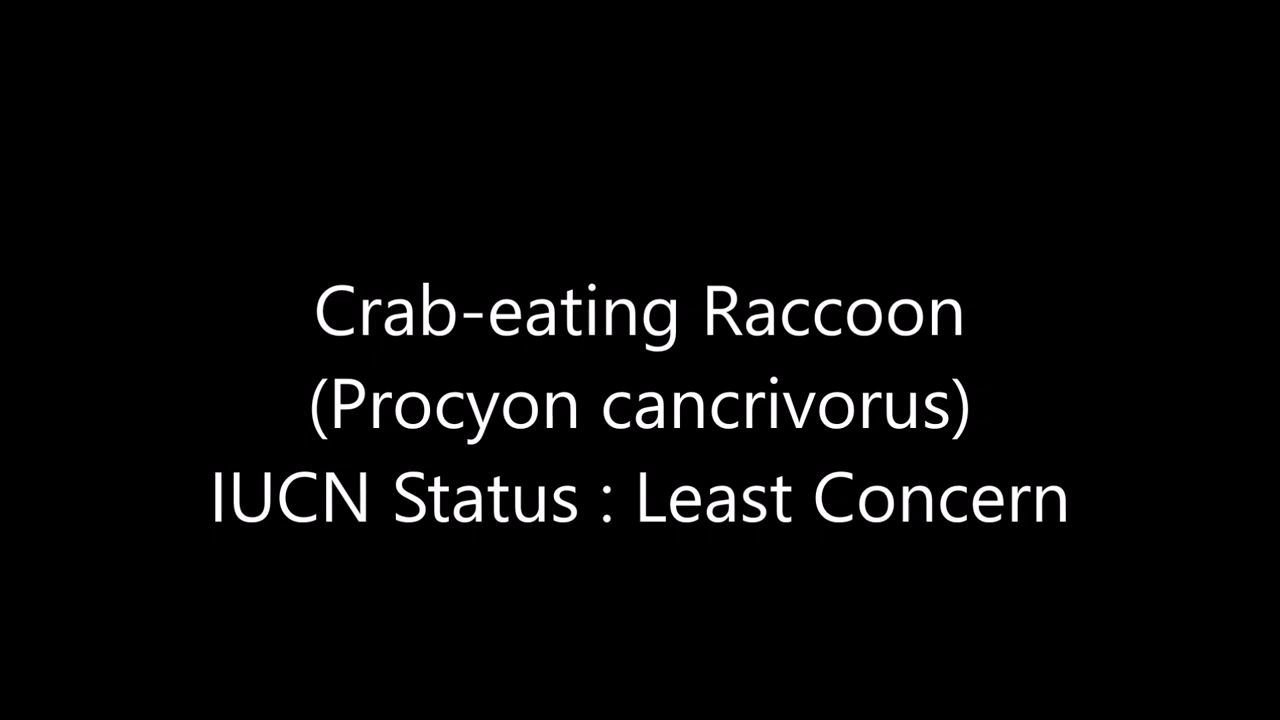 Crab-eating Raccoon
(Procyon cancrivorus)
IUCN Status : Least Concern